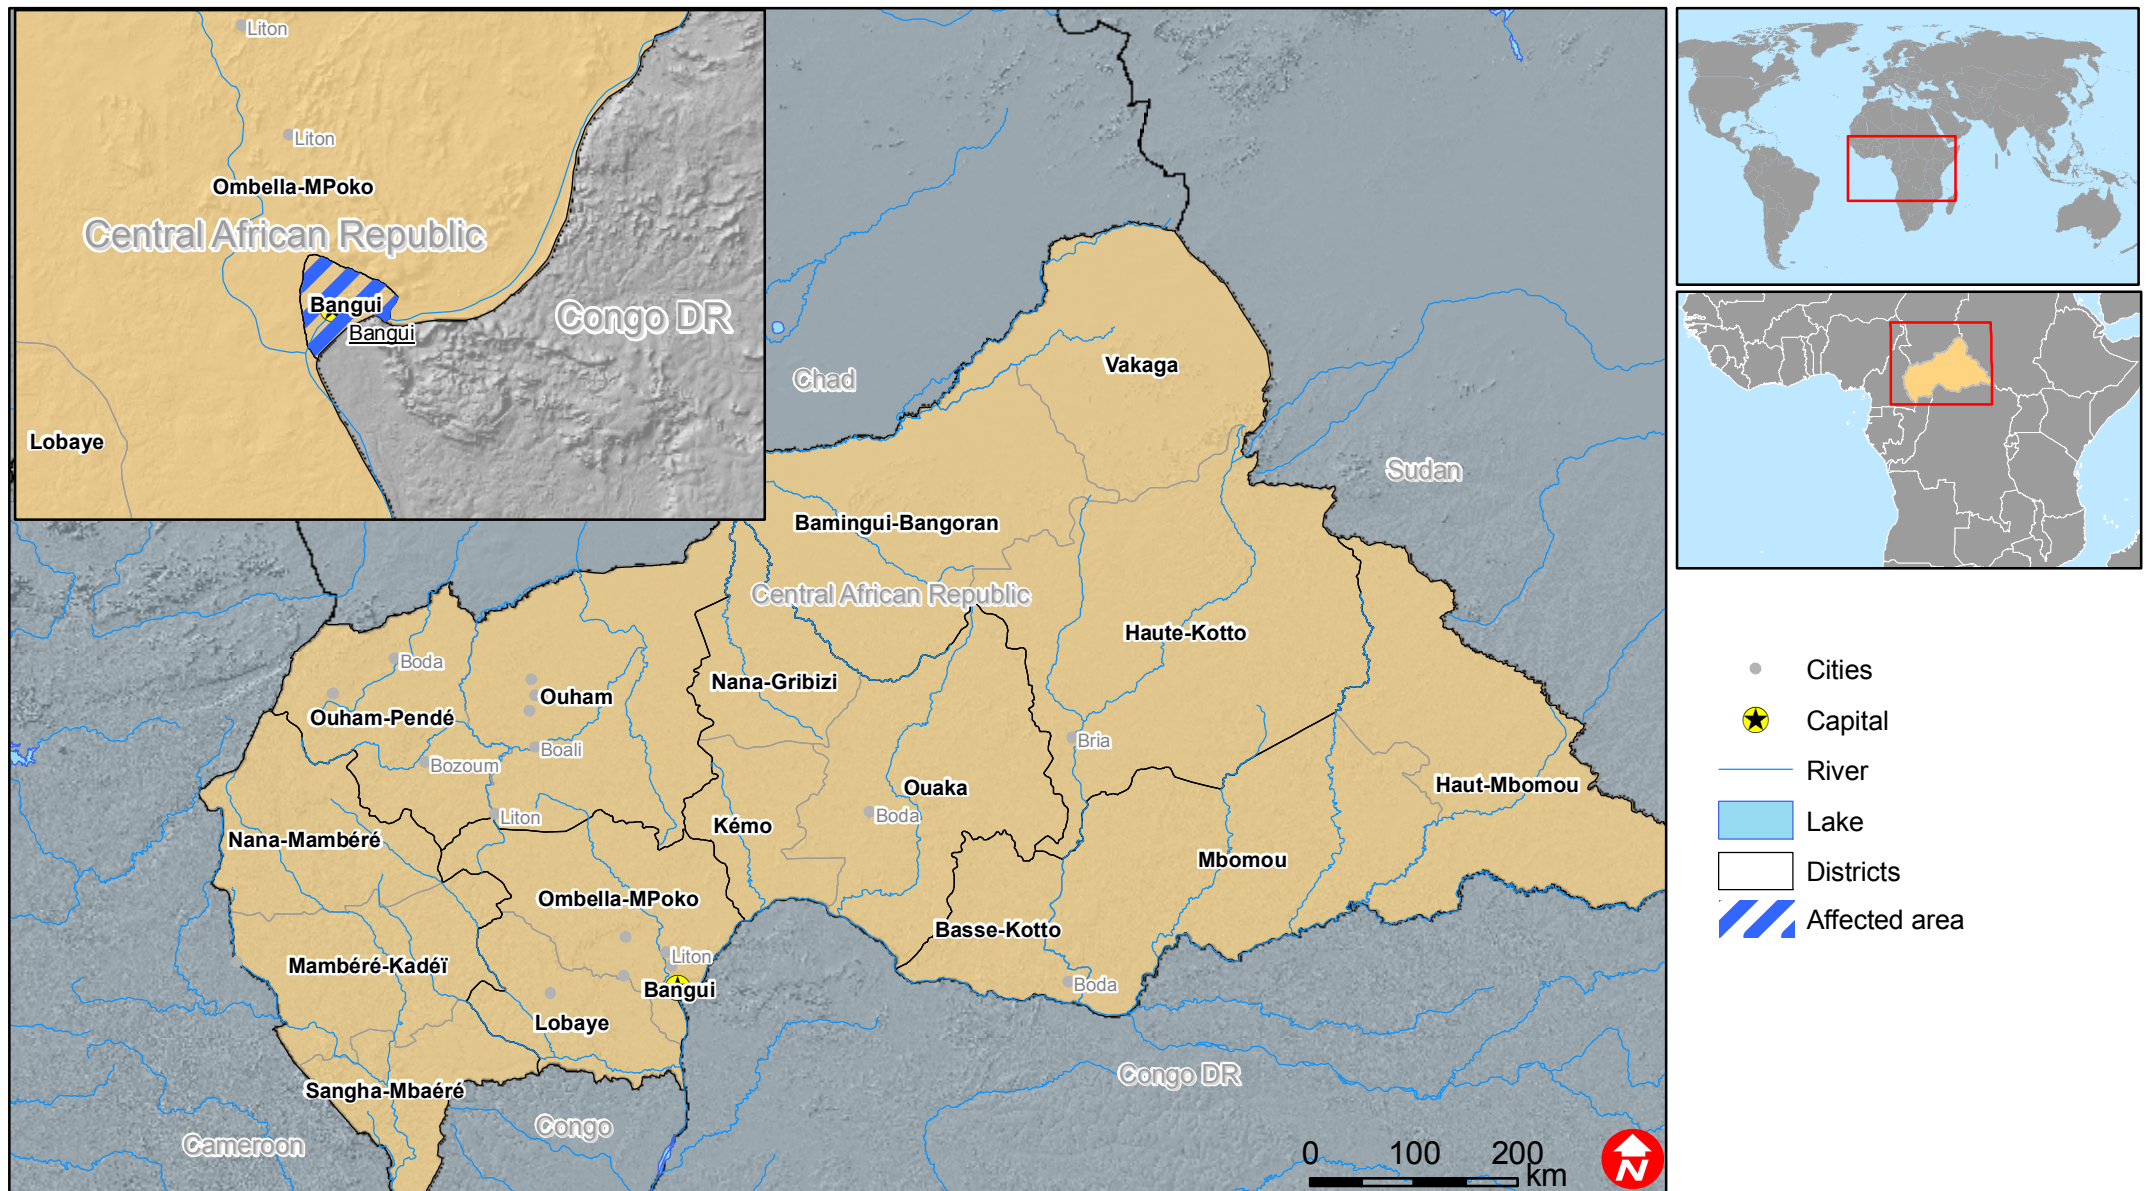 Liton
Liton
Ombella-MPoko
Central African Republic
Bangui
Bangui
Congo DR
Lobaye
Chad
Vakaga
Sudan
Bamingui-Bangoran
Central African Republic
Haute-Kotto
Boda
Nana-Gribizi
Ouham
Ouham-Pendé
Boali
Bria
Bozoum
Ouaka
Haut-Mbomou
Liton
Boda
Kémo
Nana-Mambéré
Mbomou
Ombella-MPoko
Basse-Kotto
Liton
Mambéré-Kadéï
Bangui
Boda
Lobaye
Congo DR
Sangha-Mbaéré
Congo
Cameroon
0 100 200
km
N
Cities
Capital
River
Lake
Districts
Affected area